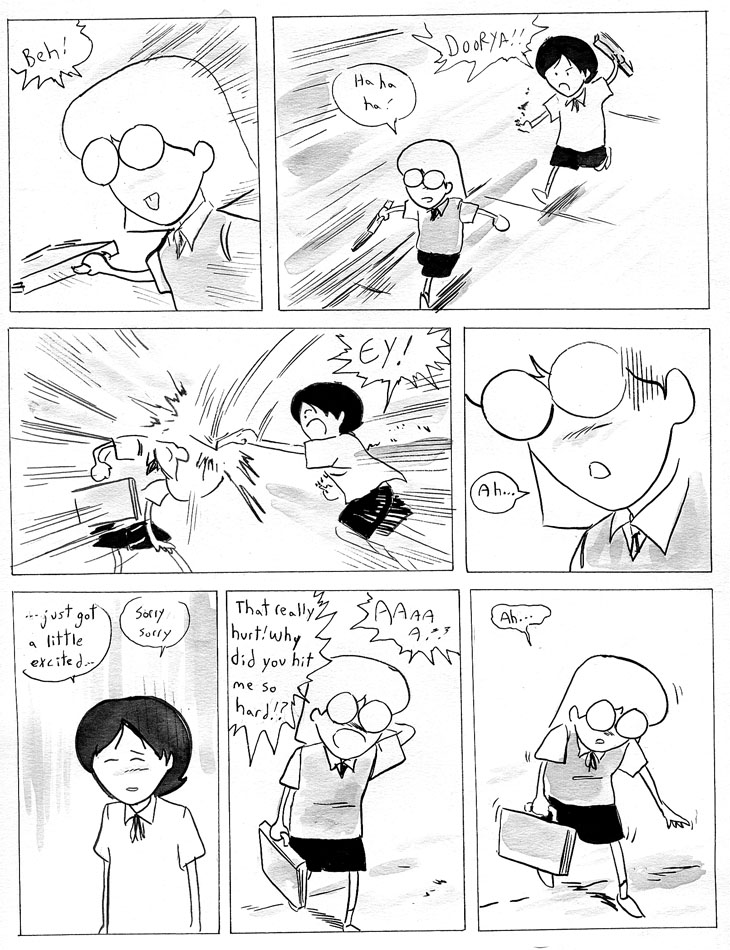 Beh!
DOORYA!!
Ha ha
ha!
EY!
Ah...
...just got
a little
excited...
Sorry
sorry
That really
hurt! Why
did you hit
me so
hard!?
AAAA
A..?
Ah...